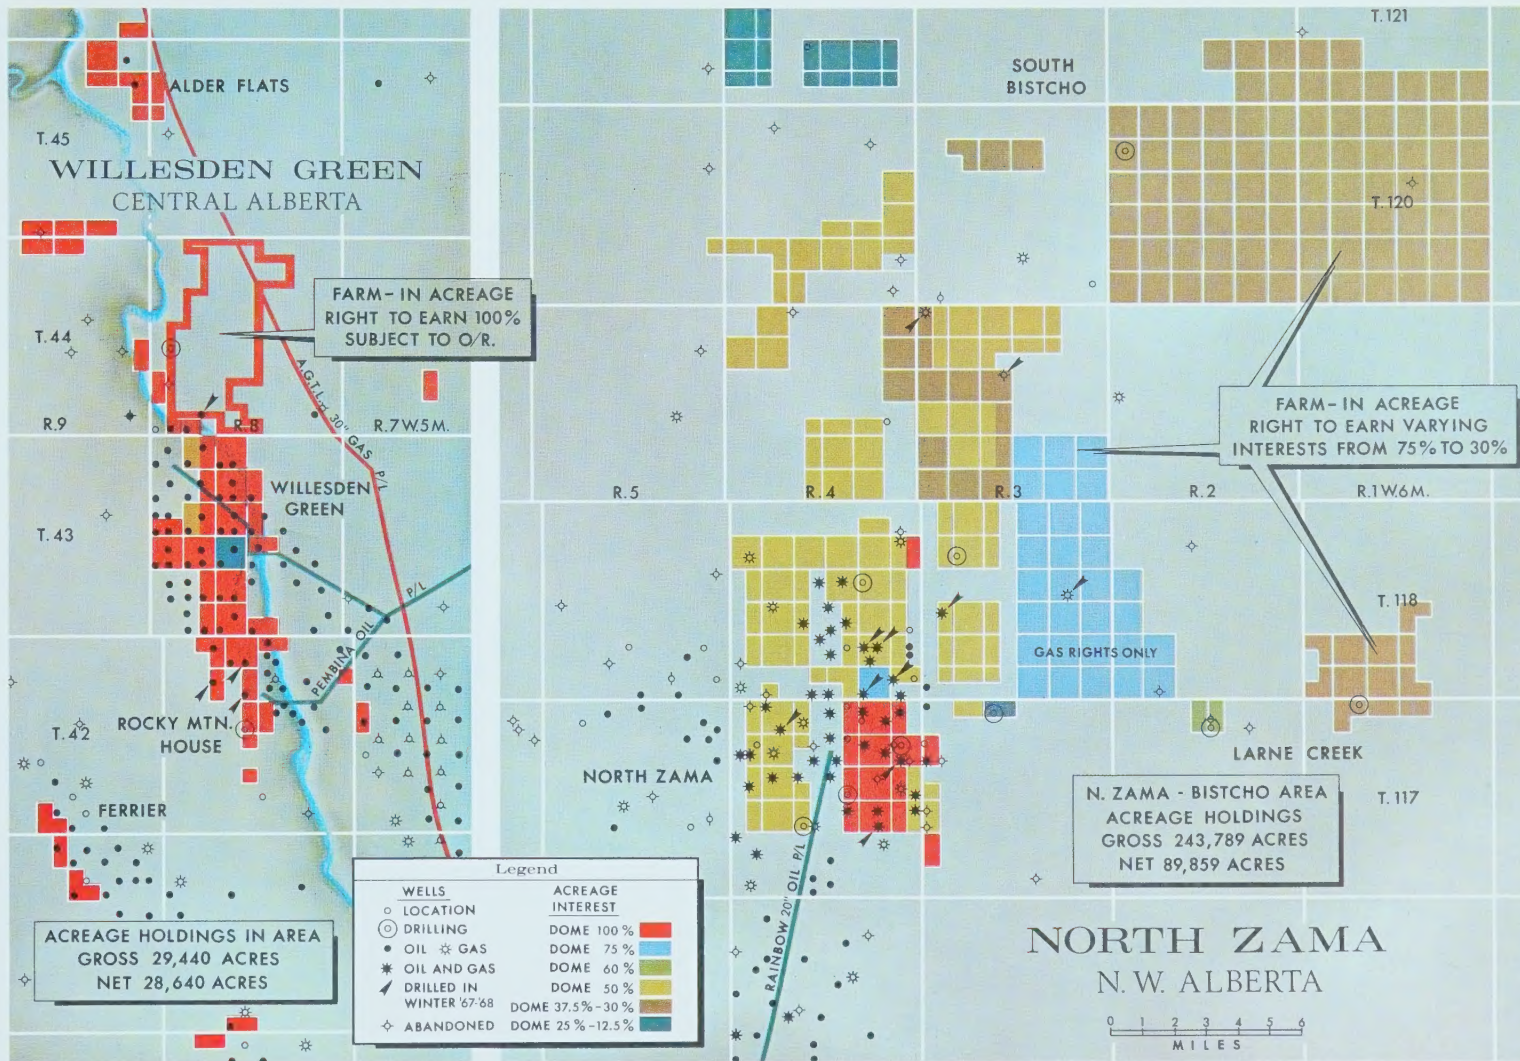 ALDER FLATS
T. 45
WILLESDEN GREEN
CENTRAL ALBERTA
FARM-IN ACREAGE
RIGHT TO EARN 100%
SUBJECT TO O/R.
T. 44
A.G.T.L. 30" GAS P/L
R.9
R.8
R.7W.5M.
WILLESDEN
GREEN
T. 43
P/L
PEMBINA OIL
ROCKY MTN.
HOUSE
T. 42
FERRIER
ACREAGE HOLDINGS IN AREA
GROSS 29,440 ACRES
NET 28,640 ACRES
Legend
WELLS
LOCATION
DRILLING
OIL GAS
OIL AND GAS
DRILLED IN
WINTER '67-'68
ABANDONED
ACREAGE
INTEREST
DOME 100%
DOME 75%
DOME 60%
DOME 50%
DOME 37.5%-30%
DOME 25%-12.5%
T. 121
SOUTH
BISTCHO
T. 120
FARM-IN ACREAGE
RIGHT TO EARN VARYING
INTERESTS FROM 75% TO 30%
R.5
R.4
R.3
R.2
R.1W.6M.
T. 118
GAS RIGHTS ONLY
LARNE CREEK
NORTH ZAMA
N. ZAMA - BISTCHO AREA
ACREAGE HOLDINGS
GROSS 243,789 ACRES
NET 89,859 ACRES
T. 117
RAINBOW 20" OIL P/L
NORTH ZAMA
N. W. ALBERTA
0 1 2 3 4 5 6
MILES